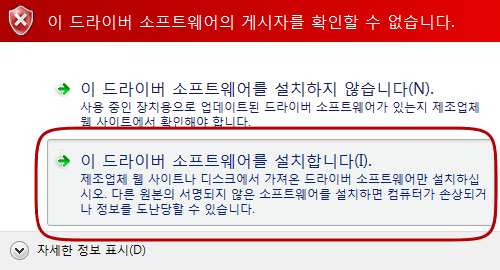 이 드라이버 소프트웨어의 게시자를 확인할 수 없습니다.
이 드라이버 소프트웨어를 설치하지 않습니다(N).
사용 중인 장치용으로 업데이트된 드라이버 소프트웨어가 있는지 제조업체
웹 사이트에서 확인해야 합니다.
이 드라이버 소프트웨어를 설치합니다(I).
제조업체 웹 사이트나 디스크에서 가져온 드라이버 소프트웨어만 설치하십
시오. 다른 원본의 서명되지 않은 소프트웨어를 설치하면 컴퓨터가 손상되거
나 정보를 도난당할 수 있습니다.
자세한 정보 표시(D)